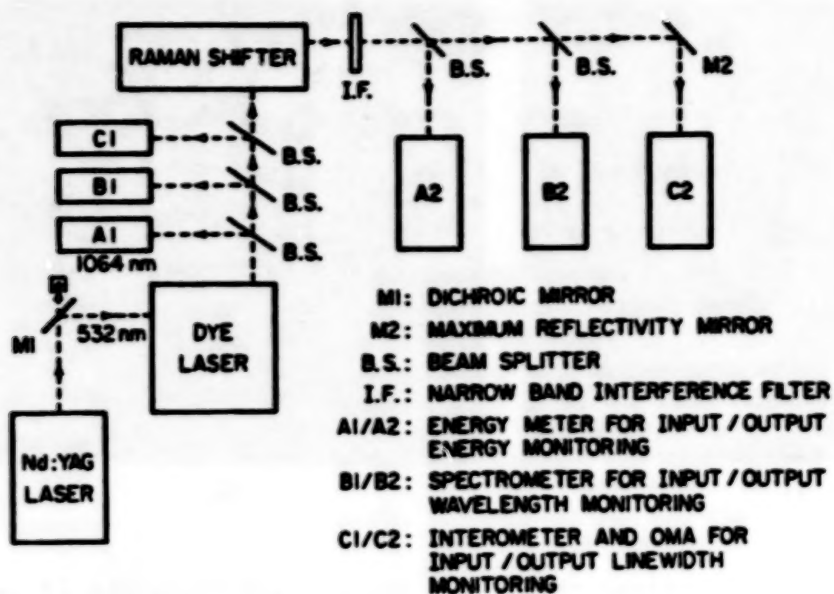 RAMAN SHIFTER
I.F.
B.S.
B.S.
M2
C1
B.S.
B1
B.S.
A1
B.S.
A2
B2
C2
1064 nm
M1
532 nm
DYE
LASER
Nd:YAG
LASER
M1: DICHROIC MIRROR
M2: MAXIMUM REFLECTIVITY MIRROR
B.S.: BEAM SPLITTER
I.F.: NARROW BAND INTERFERENCE FILTER
A1/A2: ENERGY METER FOR INPUT/OUTPUT
ENERGY MONITORING
B1/B2: SPECTROMETER FOR INPUT/OUTPUT
WAVELENGTH MONITORING
C1/C2: INTEROMETER AND OMA FOR
INPUT/OUTPUT LINEWIDTH
MONITORING